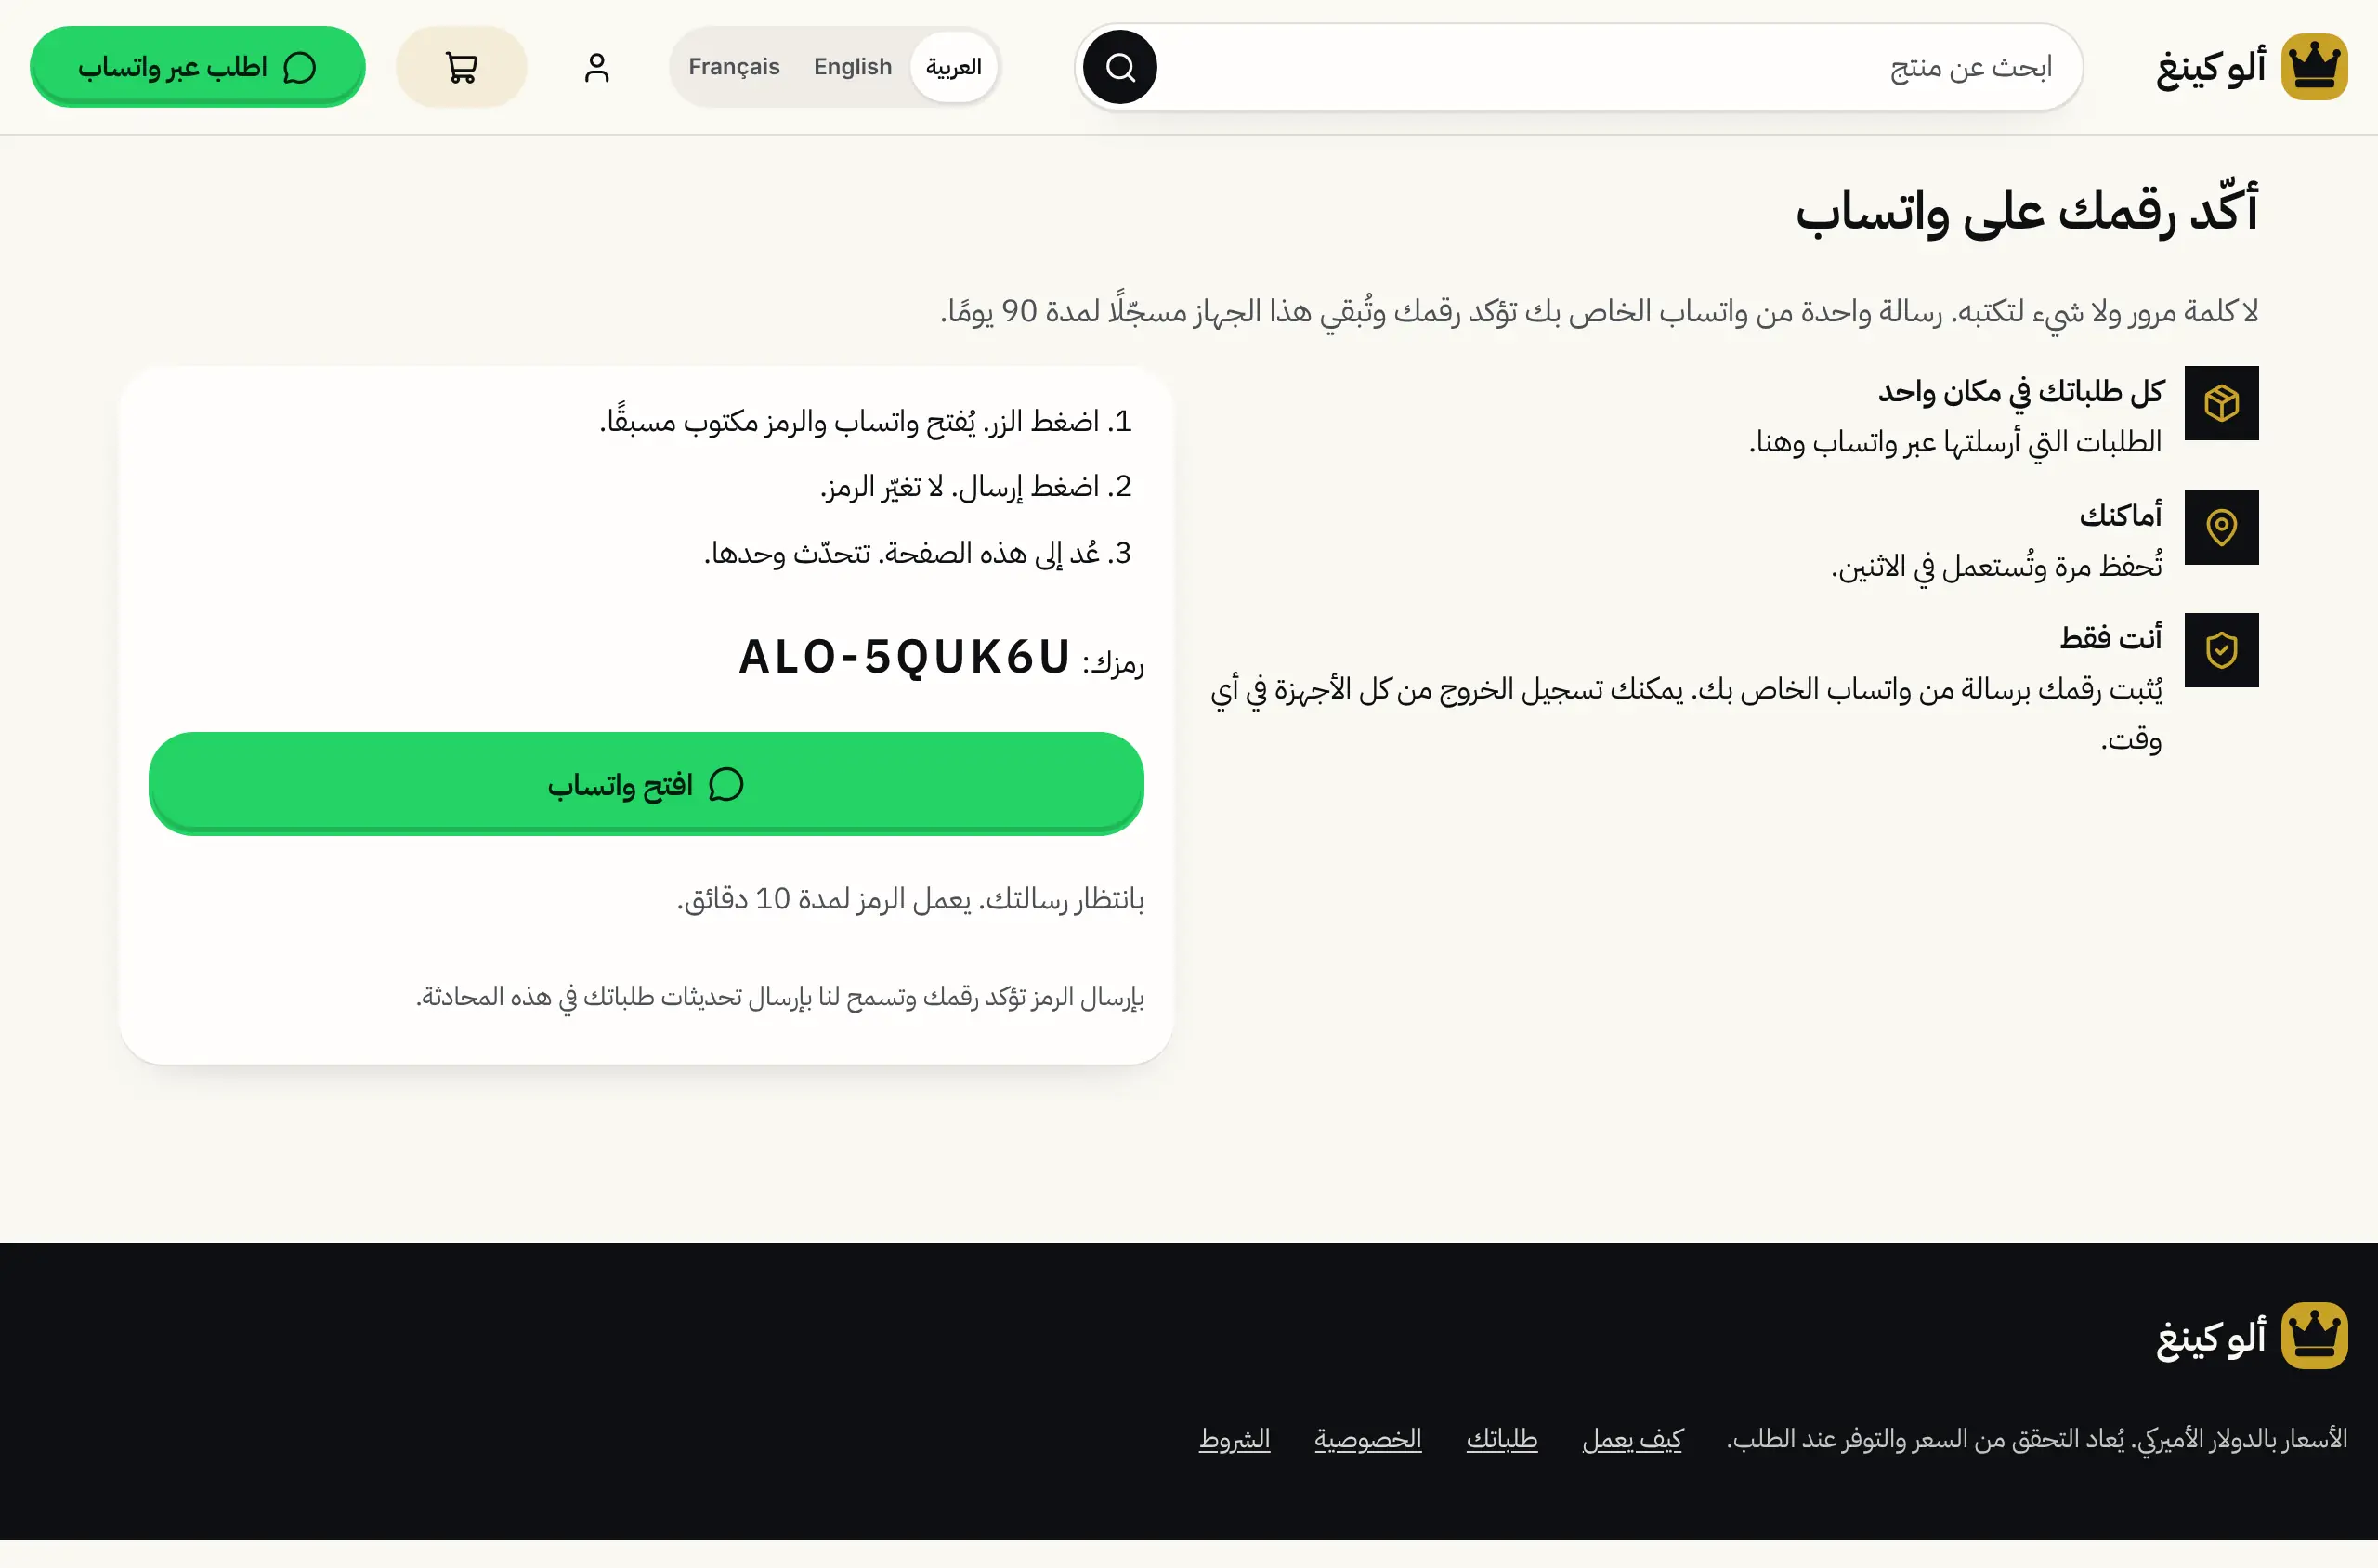 ألو كينغ
ابحث عن منتج
العربية
English
Français
اطلب عبر واتساب
أكّد رقمك على واتساب
لا كلمة مرور ولا شيء لتكتبه. رسالة واحدة من واتساب الخاص بك تؤكد رقمك وتُبقي هذا الجهاز مسجّلًا لمدة 90 يومًا.
كل طلباتك في مكان واحد
الطلبات التي أرسلتها عبر واتساب وهنا.
أماكنك
تُحفظ مرة وتُستعمل في الاثنين.
أنت فقط
يُثبت رقمك برسالة من واتساب الخاص بك. يمكنك تسجيل الخروج من كل الأجهزة في أي
وقت.
1. اضغط الزر. يُفتح واتساب والرمز مكتوب مسبقًا.
2. اضغط إرسال. لا تغيّر الرمز.
3. عُد إلى هذه الصفحة. تتحدّث وحدها.
رمزك: ALO-5QUK6U
افتح واتساب
بانتظار رسالتك. يعمل الرمز لمدة 10 دقائق.
بإرسال الرمز تؤكد رقمك وتسمح لنا بإرسال تحديثات طلباتك في هذه المحادثة.
ألو كينغ
الأسعار بالدولار الأميركي. يُعاد التحقق من السعر والتوفر عند الطلب.
كيف يعمل
طلباتك
الخصوصية
الشروط